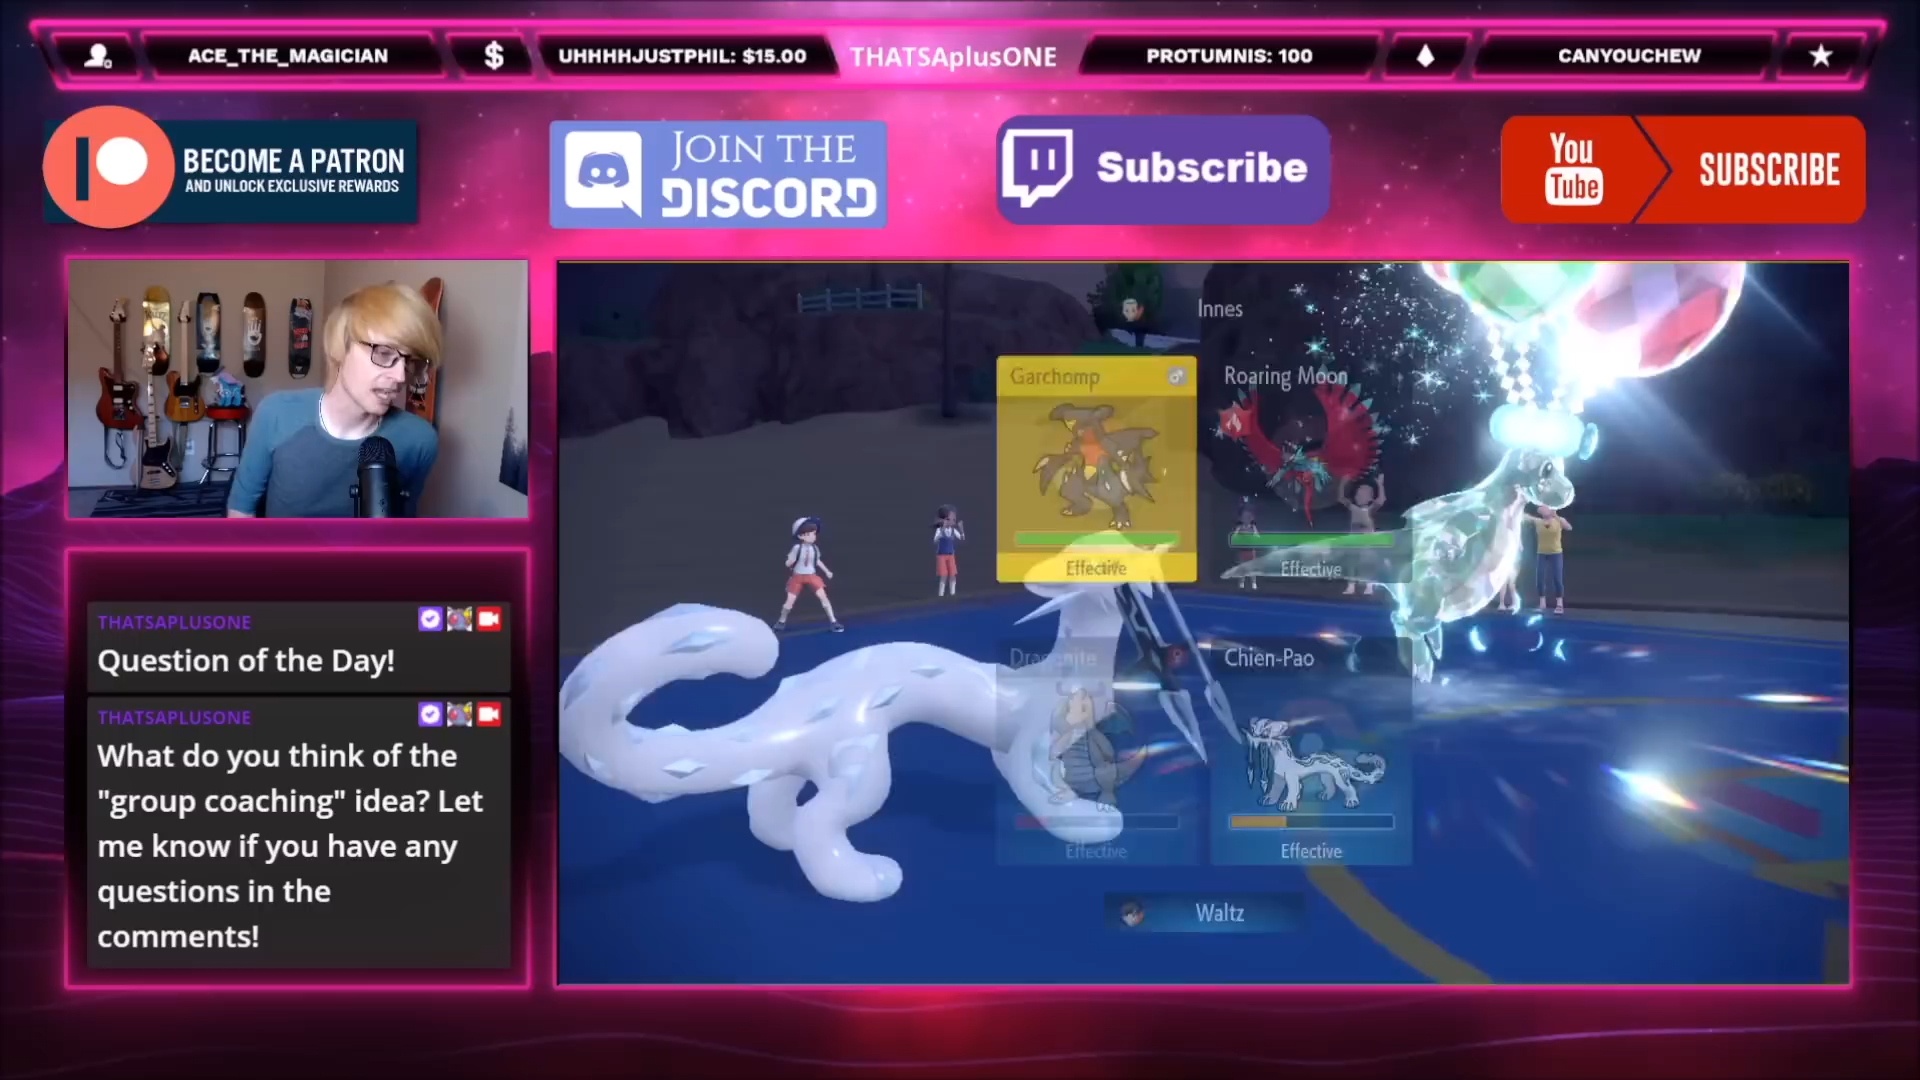 ACE_THE_MAGICIAN
$
UHHHHJUSTPHIL: $15.00
THATSAplusONE
PROTUMNIS: 100
CANYOUCHEW
BECOME A PATRON
AND UNLOCK EXCLUSIVE REWARDS
JOIN THE
DISCORD
Subscribe
You
Tube
SUBSCRIBE
Innes
Garchomp
Roaring Moon
Effective
Effective
Dragonite
Chien-Pao
Effective
Effective
Waltz
THATSAPLUSONE
Question of the Day!
THATSAPLUSONE
What do you think of the
"group coaching" idea? Let
me know if you have any
questions in the
comments!